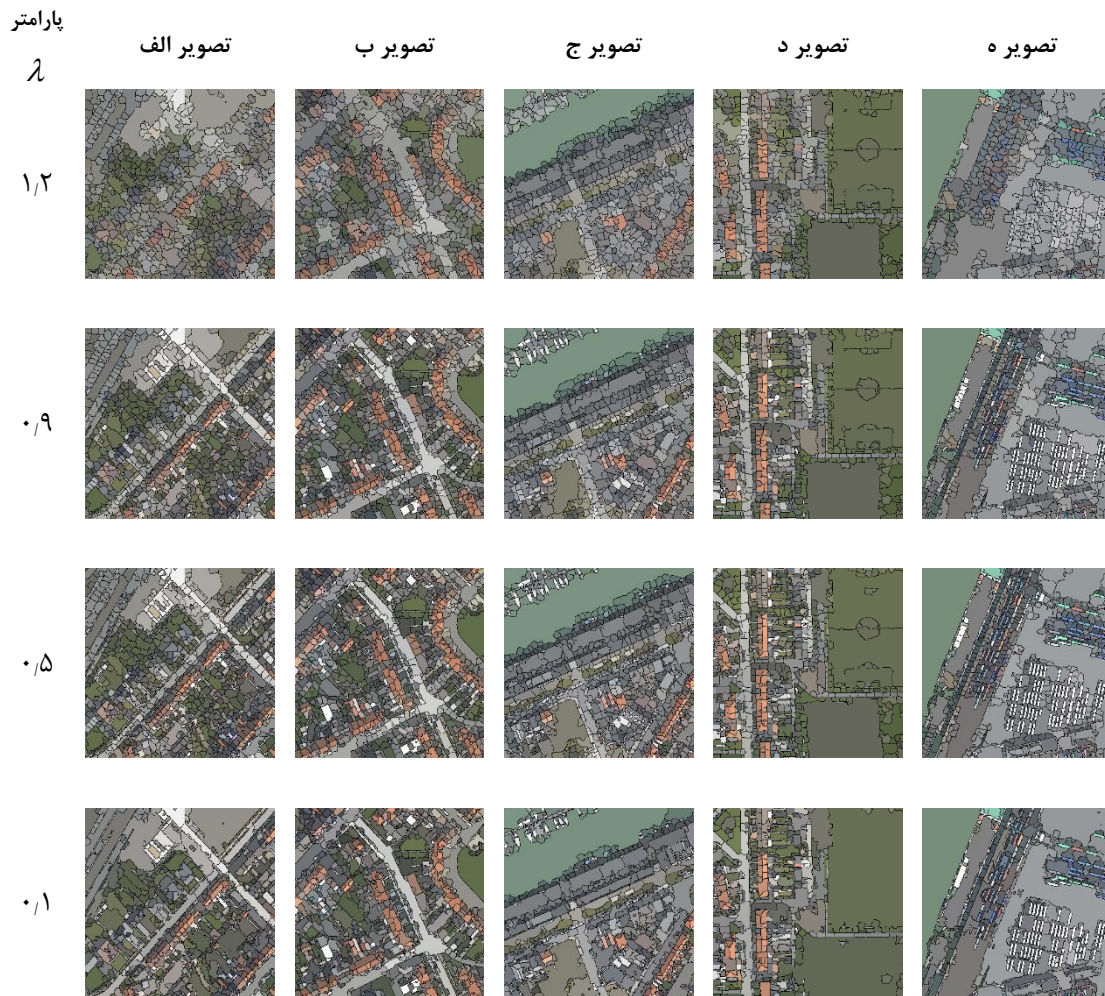 پارامتر
λ
تصویر الف
تصویر ب
تصویر ج
تصویر د
تصویر ه
۱٫۲
۰٫۹
۰٫۵
۰٫۱